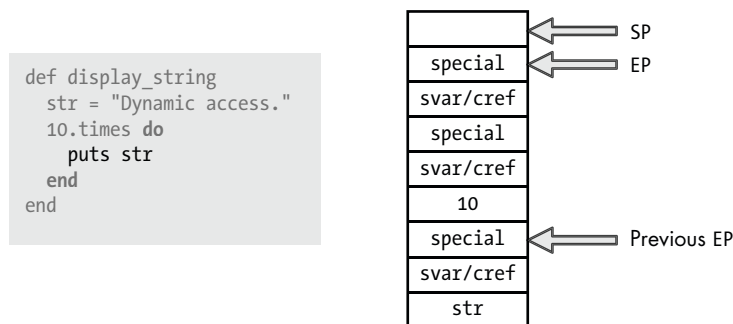 def display_string
  str = "Dynamic access."
  10.times do
    puts str
  end
end
SP
special
EP
svar/cref
special
svar/cref
10
special
Previous EP
svar/cref
str